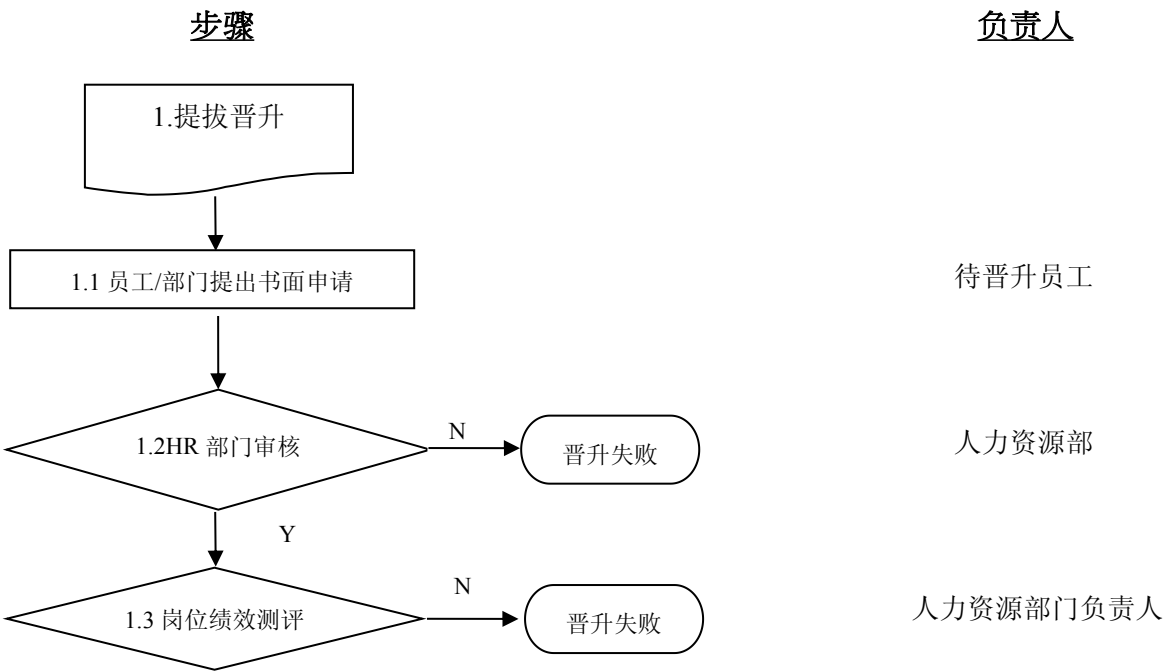 步骤
负责人
1.提拔晋升
1.1 员工/部门提出书面申请
待晋升员工
1.2HR 部门审核
N
晋升失败
人力资源部
Y
1.3 岗位绩效测评
N
晋升失败
人力资源部门负责人